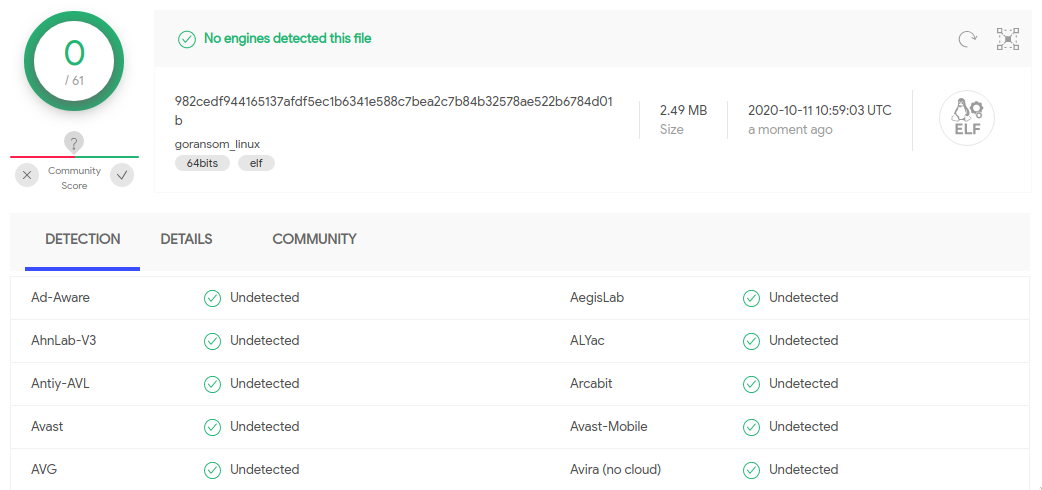 0
/ 61
?
Community
Score
No engines detected this file
982cedf944165137afdf5ec1b6341e588c7bea2c7b84b32578ae522b6784d01
b
goransom_linux
64bits elf
2.49 MB
Size
2020-10-11 10:59:03 UTC
a moment ago
ELF
DETECTION DETAILS COMMUNITY
Ad-Aware Undetected AegisLab Undetected
AhnLab-V3 Undetected ALYac Undetected
Antiy-AVL Undetected Arcabit Undetected
Avast Undetected Avast-Mobile Undetected
AVG Undetected Avira (no cloud) Undetected